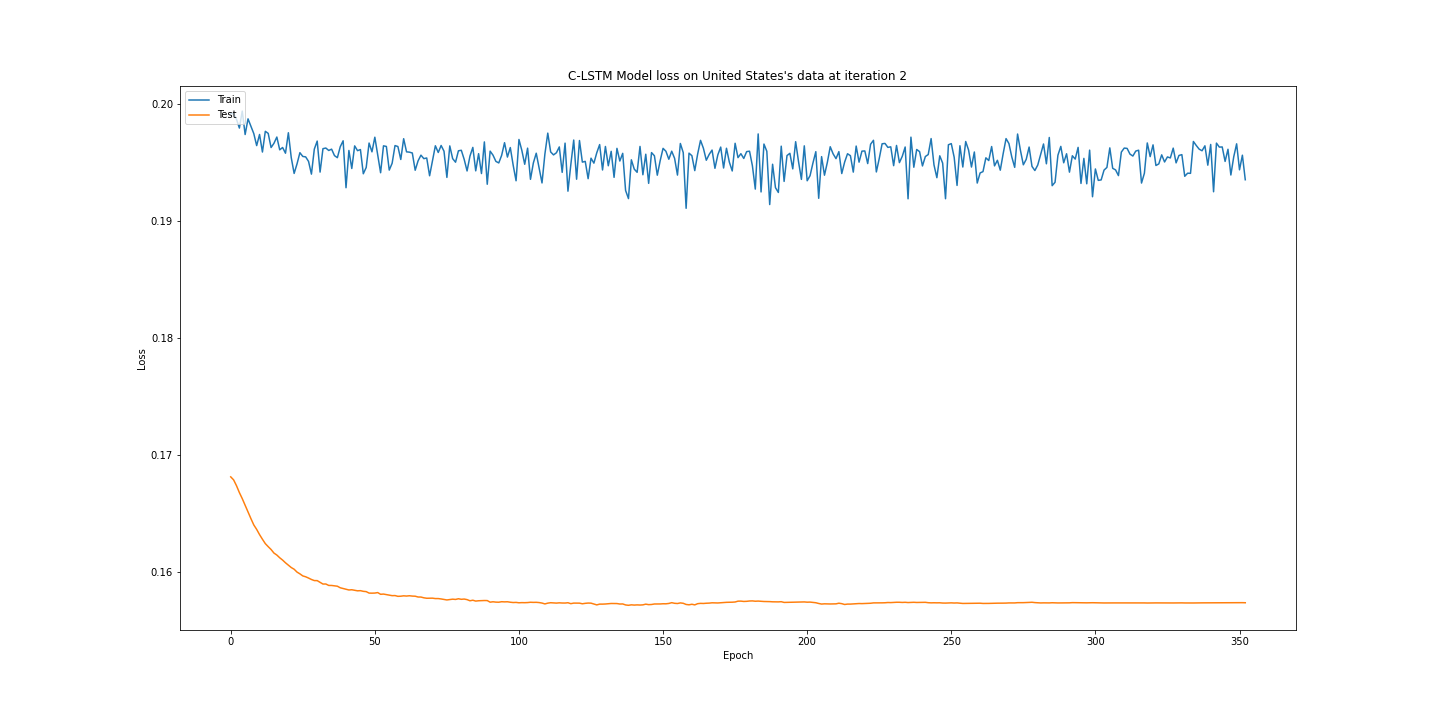 C-LSTM Model loss on United States's data at iteration 2
Train
Test
0.20
0.19
0.18
0.17
0.16
Loss
0 50 100 150 200 250 300 350
Epoch